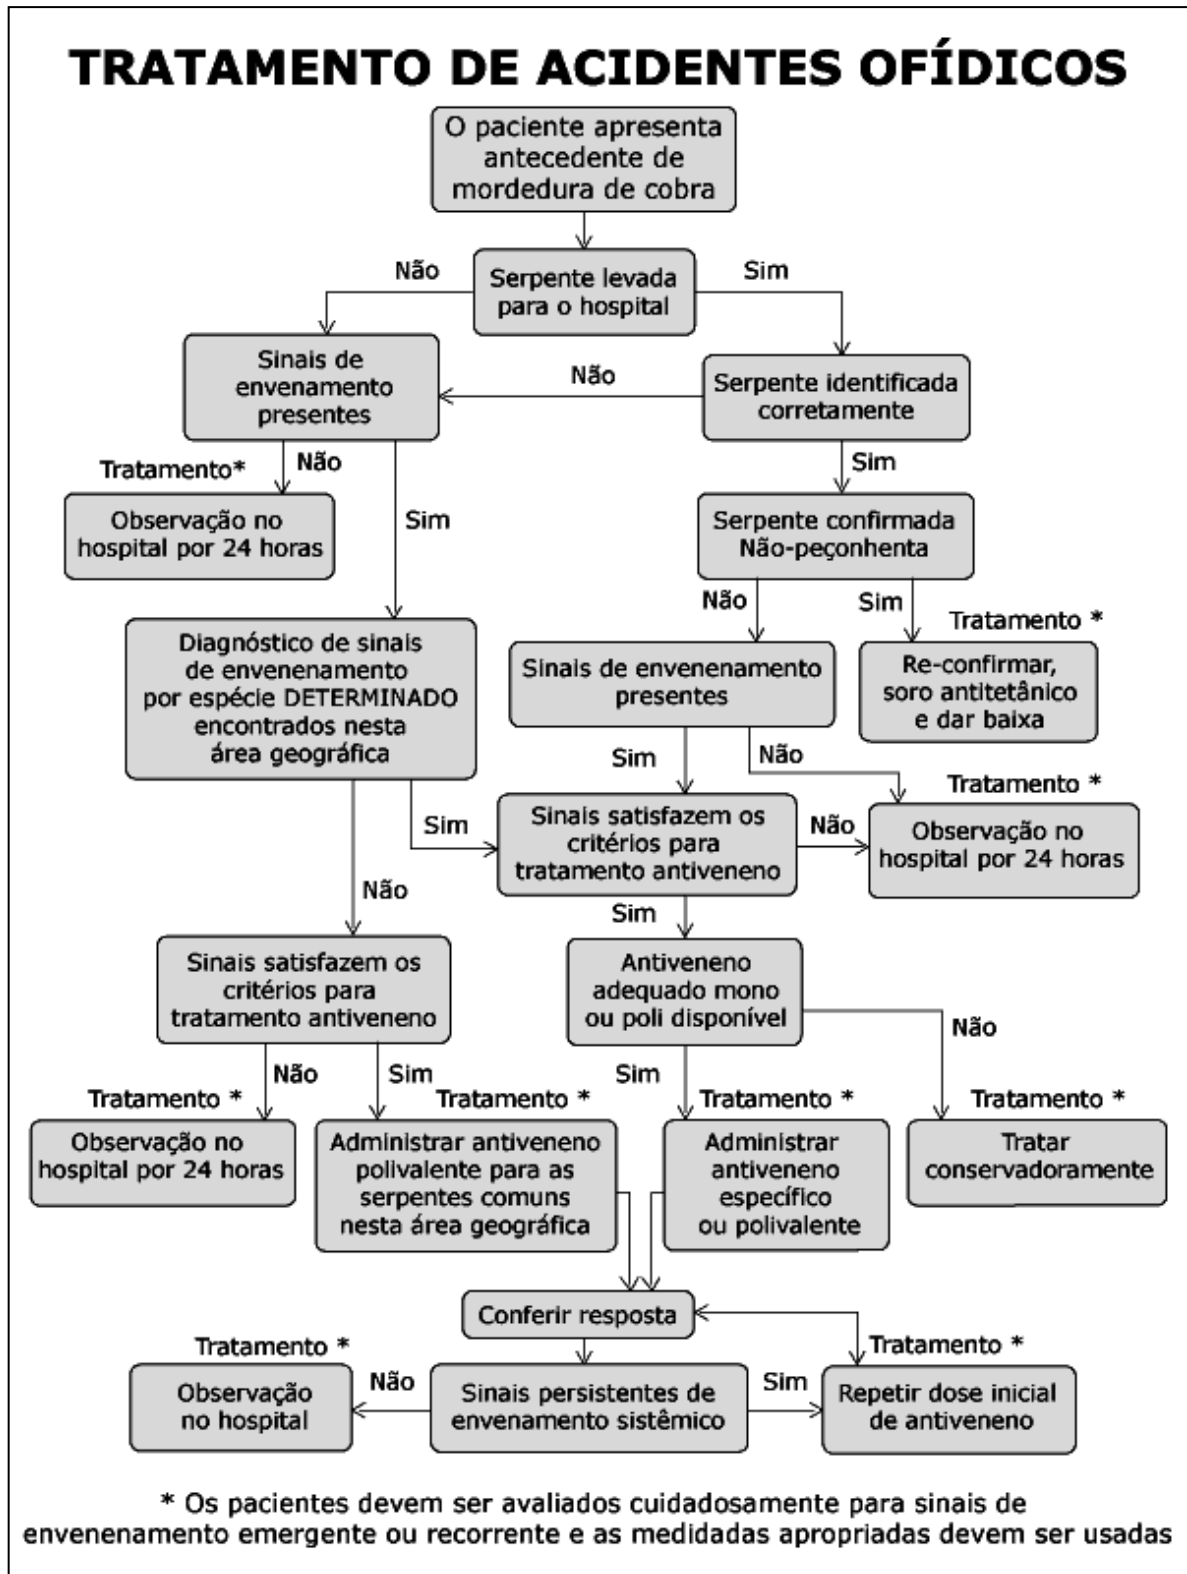 TRATAMENTO DE ACIDENTES OFÍDICOS
O paciente apresenta
antecedente de
mordedura de cobra
Não
Sim
Serpente levada
para o hospital
Sinais de
envenamento
presentes
Não
Serpente identificada
corretamente
Tratamento*
Não
Sim
Sim
Observação no
hospital por 24 horas
Serpente confirmada
Não-peçonhenta
Não
Sim
Tratamento *
Diagnóstico de sinais
de envenenamento
por espécie DETERMINADO
encontrados nesta
área geográfica
Sinais de envenenamento
presentes
Re-confirmar,
soro antitetânico
e dar baixa
Sim
Não
Tratamento *
Sim
Sinais satisfazem os
critérios para
tratamento antiveneno
Não
Observação no
hospital por 24 horas
Não
Sim
Sinais satisfazem os
critérios para
tratamento antiveneno
Antiveneno
adequado mono
ou poli disponível
Não
Não
Sim
Sim
Tratamento *
Tratamento *
Tratamento *
Tratamento *
Observação no
hospital por 24 horas
Administrar antiveneno
polivalente para as
serpentes comuns
nesta área geográfica
Administrar
antiveneno
específico
ou polivalente
Tratar
conservadoramente
Conferir resposta
Tratamento *
Tratamento *
Observação
no hospital
Não
Sinais persistentes de
envenamento sistêmico
Sim
Repetir dose inicial
de antiveneno
* Os pacientes devem ser avaliados cuidadosamente para sinais de
envenenamento emergente ou recorrente e as medidadas apropriadas devem ser usadas